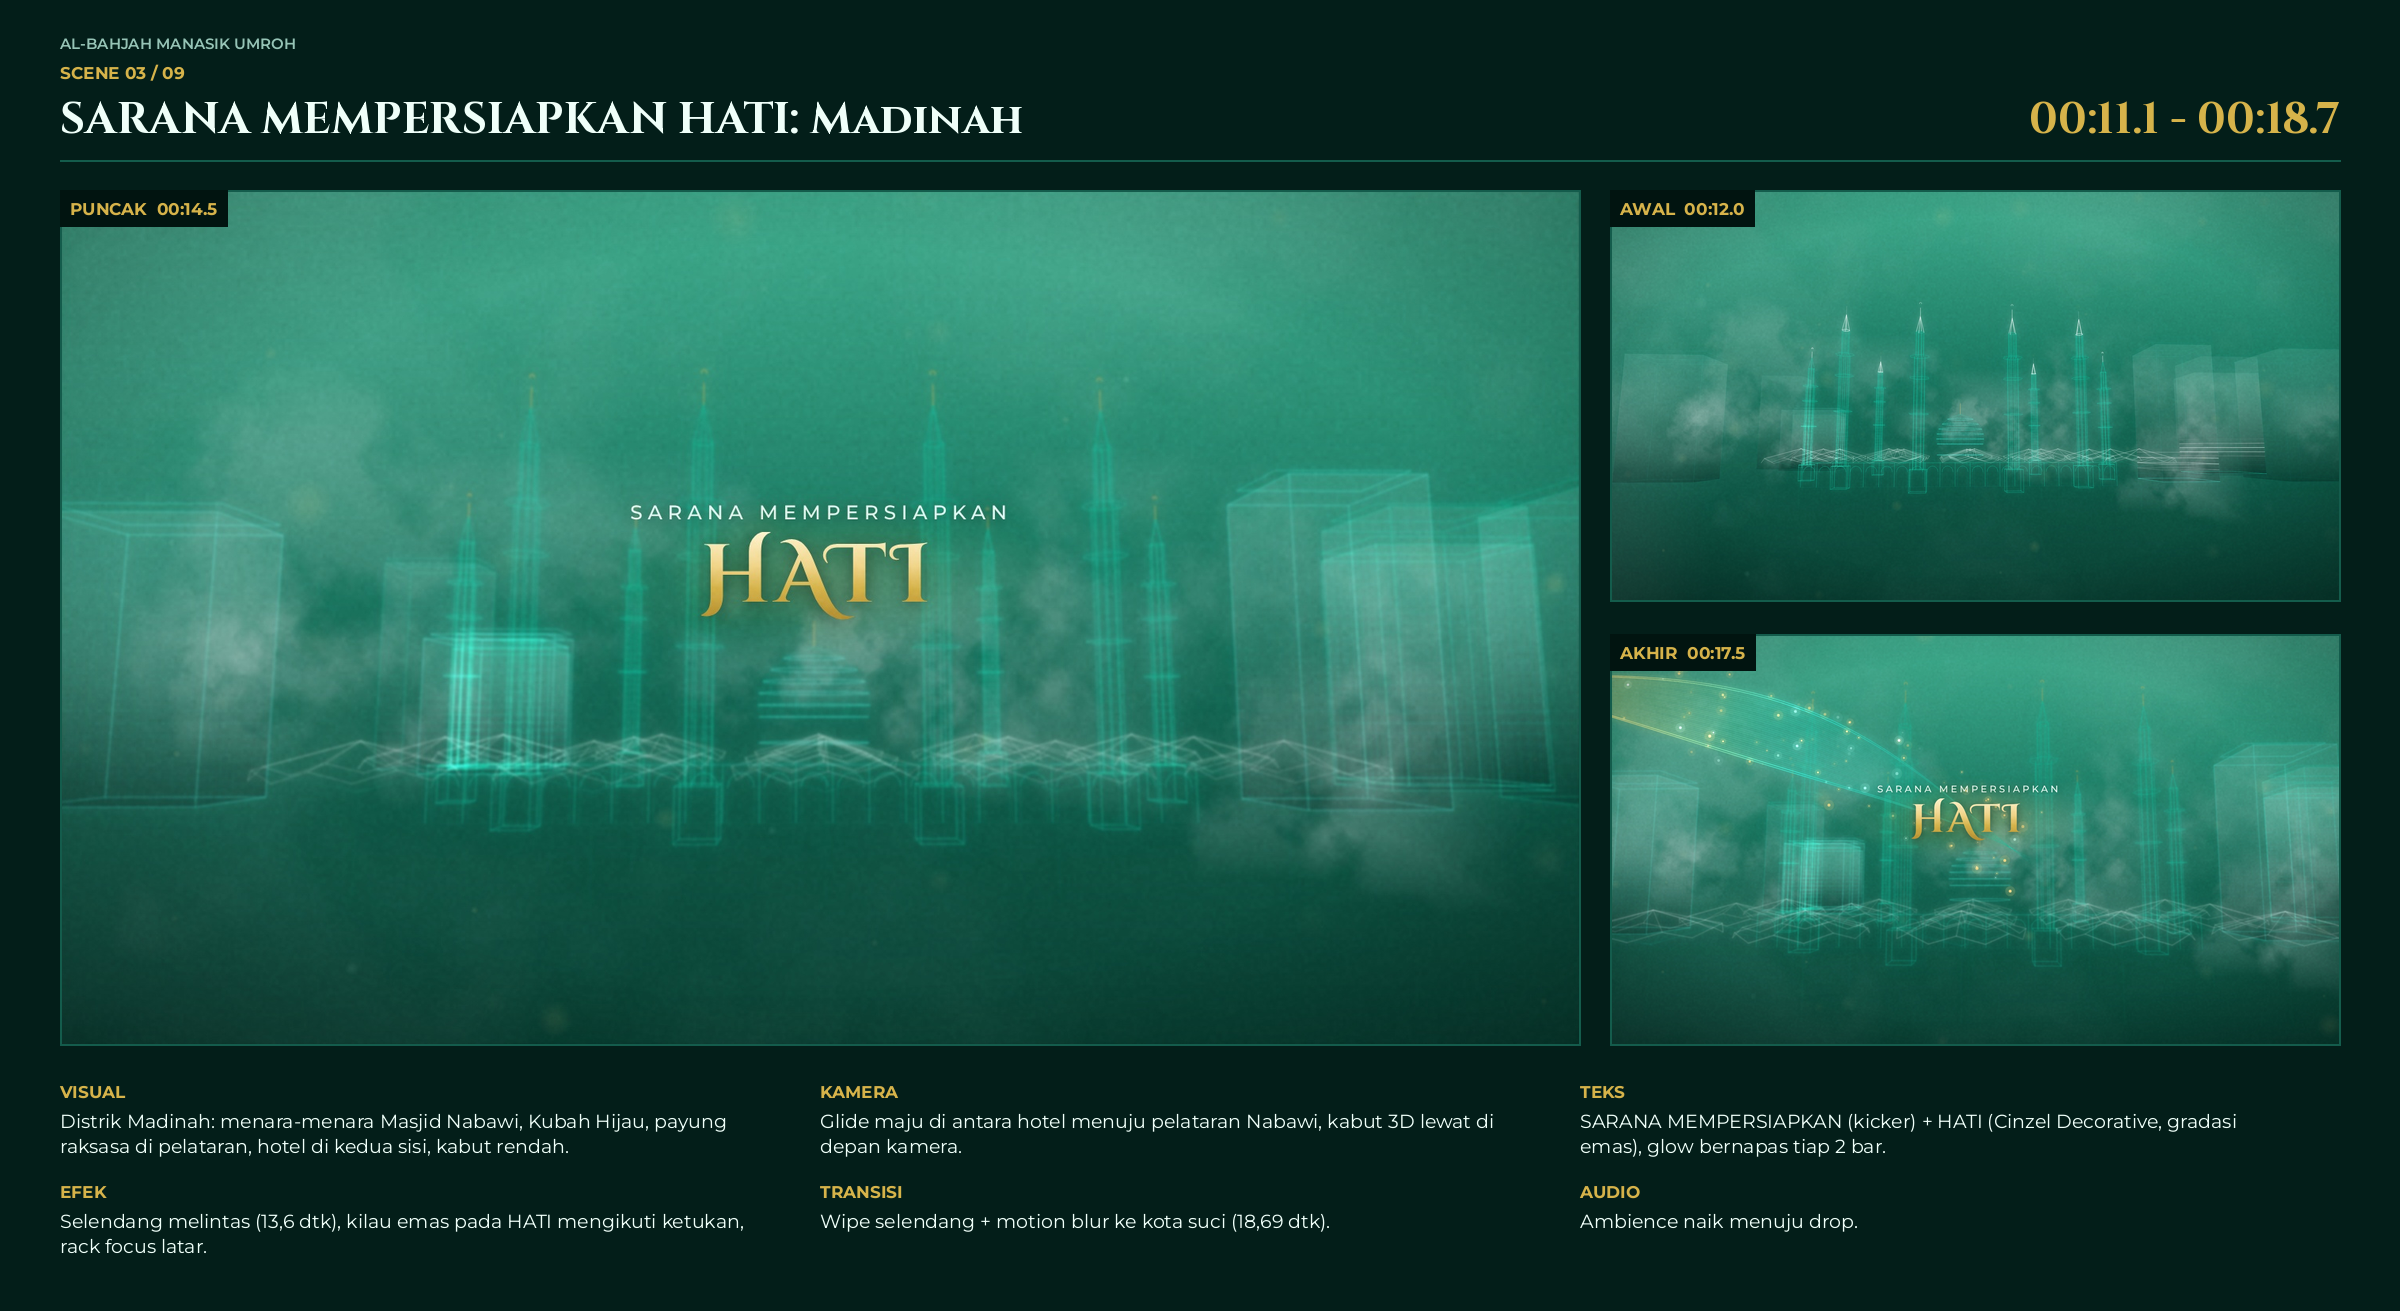 AL-BAHJAH MANASIK UMROH
SCENE 03 / 09
SARANA MEMPERSIAPKAN HATI: MADINAH
00:11.1 - 00:18.7
PUNCAK 00:14.5
SARANA MEMPERSIAPKAN
HATI
AWAL 00:12.0
AKHIR 00:17.5
SARANA MEMPERSIAPKAN
HATI
VISUAL
Distrik Madinah: menara-menara Masjid Nabawi, Kubah Hijau, payung
raksasa di pelataran, hotel di kedua sisi, kabut rendah.
KAMERA
Glide maju di antara hotel menuju pelataran Nabawi, kabut 3D lewat di
depan kamera.
TEKS
SARANA MEMPERSIAPKAN (kicker) + HATI (Cinzel Decorative, gradasi
emas), glow bernapas tiap 2 bar.
EFEK
Selendang melintas (13,6 dtk), kilau emas pada HATI mengikuti ketukan,
rack focus latar.
TRANSISI
Wipe selendang + motion blur ke kota suci (18,69 dtk).
AUDIO
Ambience naik menuju drop.